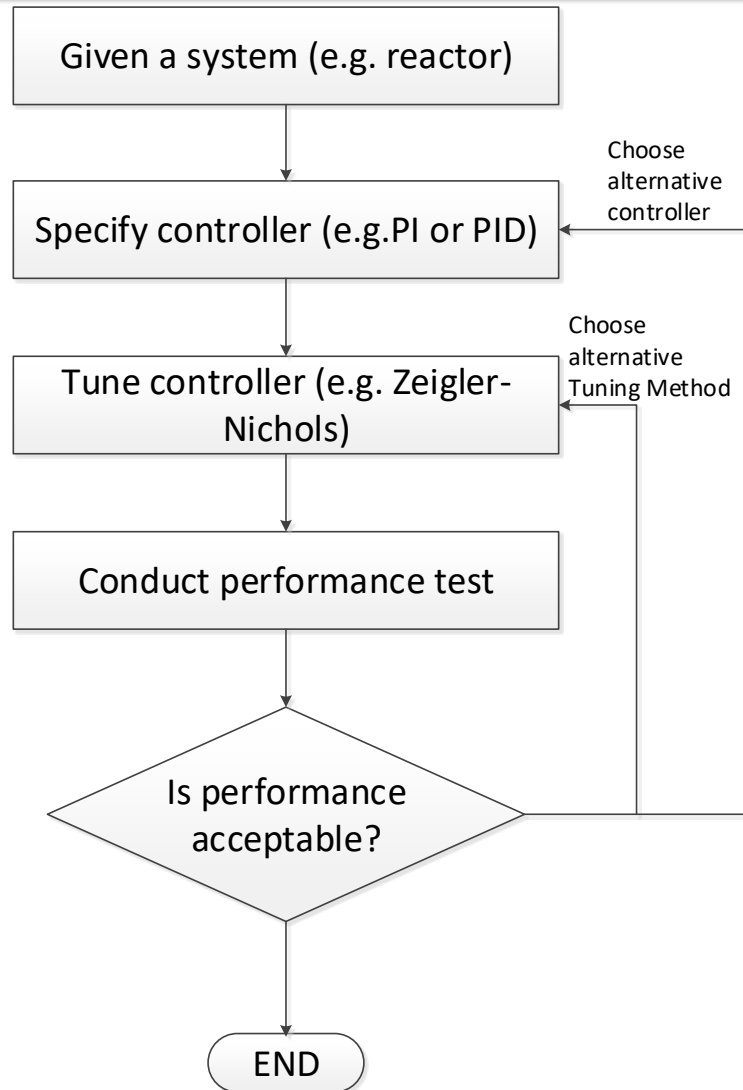 Given a system (e.g. reactor)
Choose
alternative
controller
Specify controller (e.g.PI or PID)
Choose
alternative
Tuning Method
Tune controller (e.g. Zeigler-
Nichols)
Conduct performance test
Is performance
acceptable?
END